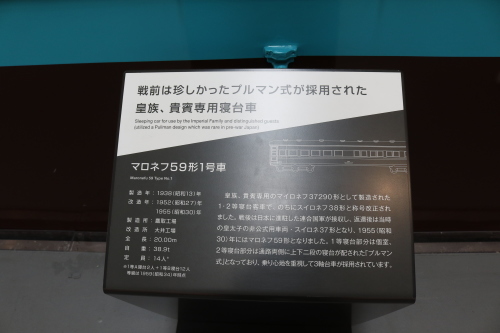 戦前は珍しかったプルマン式が採用された
皇族、貴賓専用寝台車
Sleeping car for use by the Imperial Family and distinguished guests
(utilized a Pullman design which was rare in pre-war Japan)
マロネフ59形1号車
Maronefu 59 Type No.1
製造年：1938(昭和13)年
改造年：1952(昭和27)年
1955(昭和30)年
製造所：鷹取工場
改造所：大井工場
全長：20.00m
自重：38.9t
定員：14人*
皇族、貴賓専用のマイロネフ37290形として製造された
1・2等寝台客車で、のちにスイロネフ38形と称号改正され
ました。戦後は日本に進駐した連合国軍が接収し、返還後は当時
の皇太子の非公式用車両・スイロネ37形となり、1955(昭和
30)年にはマロネフ59形となりました。1等寝台部分は個室、
2等寝台部分は通路両側に上下二段の寝台が配された「プルマン
式」となっており、乗り心地を重視して3軸台車が採用されています。